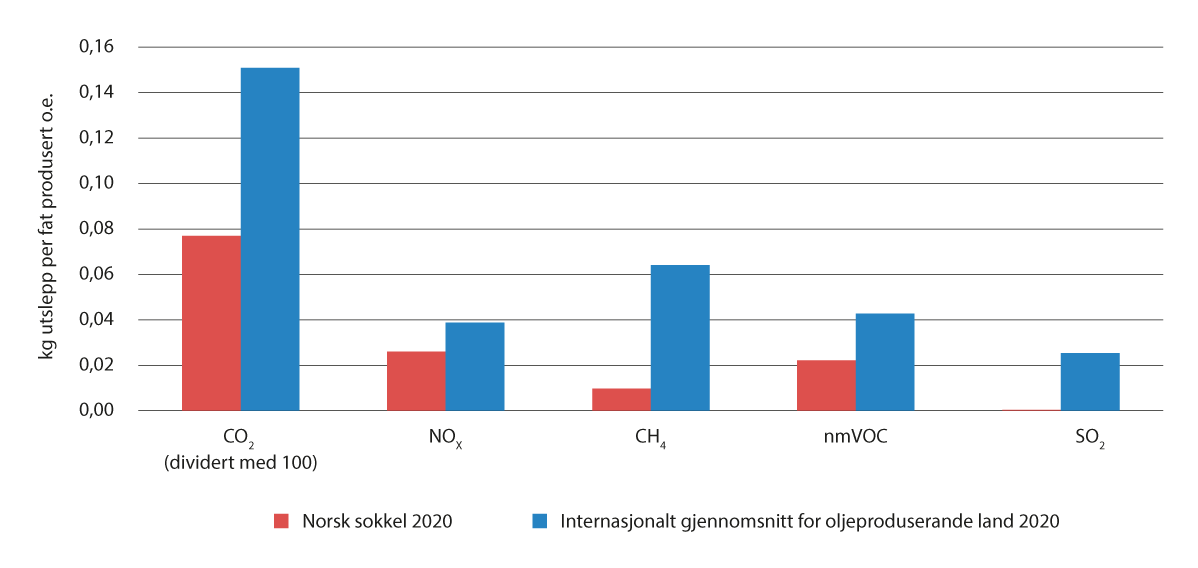 kg utslepp per fat produsert o.e.
0,16
0,14
0,12
0,10
0,08
0,06
0,04
0,02
0,00
CO₂
(dividert med 100)
NOₓ
CH₄
nmVOC
SO₂
Norsk sokkel 2020
Internasjonalt gjennomsnitt for oljeproduserande land 2020